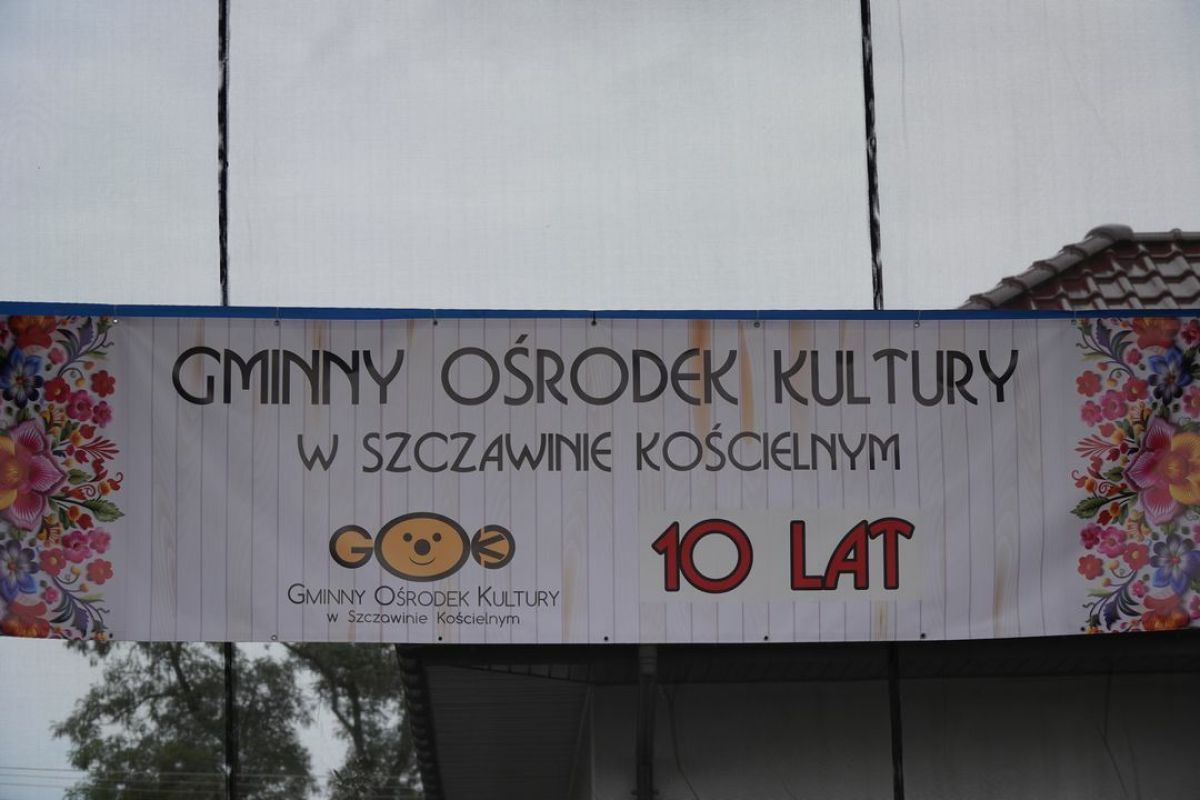 GMINNY OŚRODEK KULTURY
W SZCZAWINIE KOŚCIELNYM
GOK
10 LAT
GMINNY OŚRODEK KULTURY
w Szczawinie Kościelnym